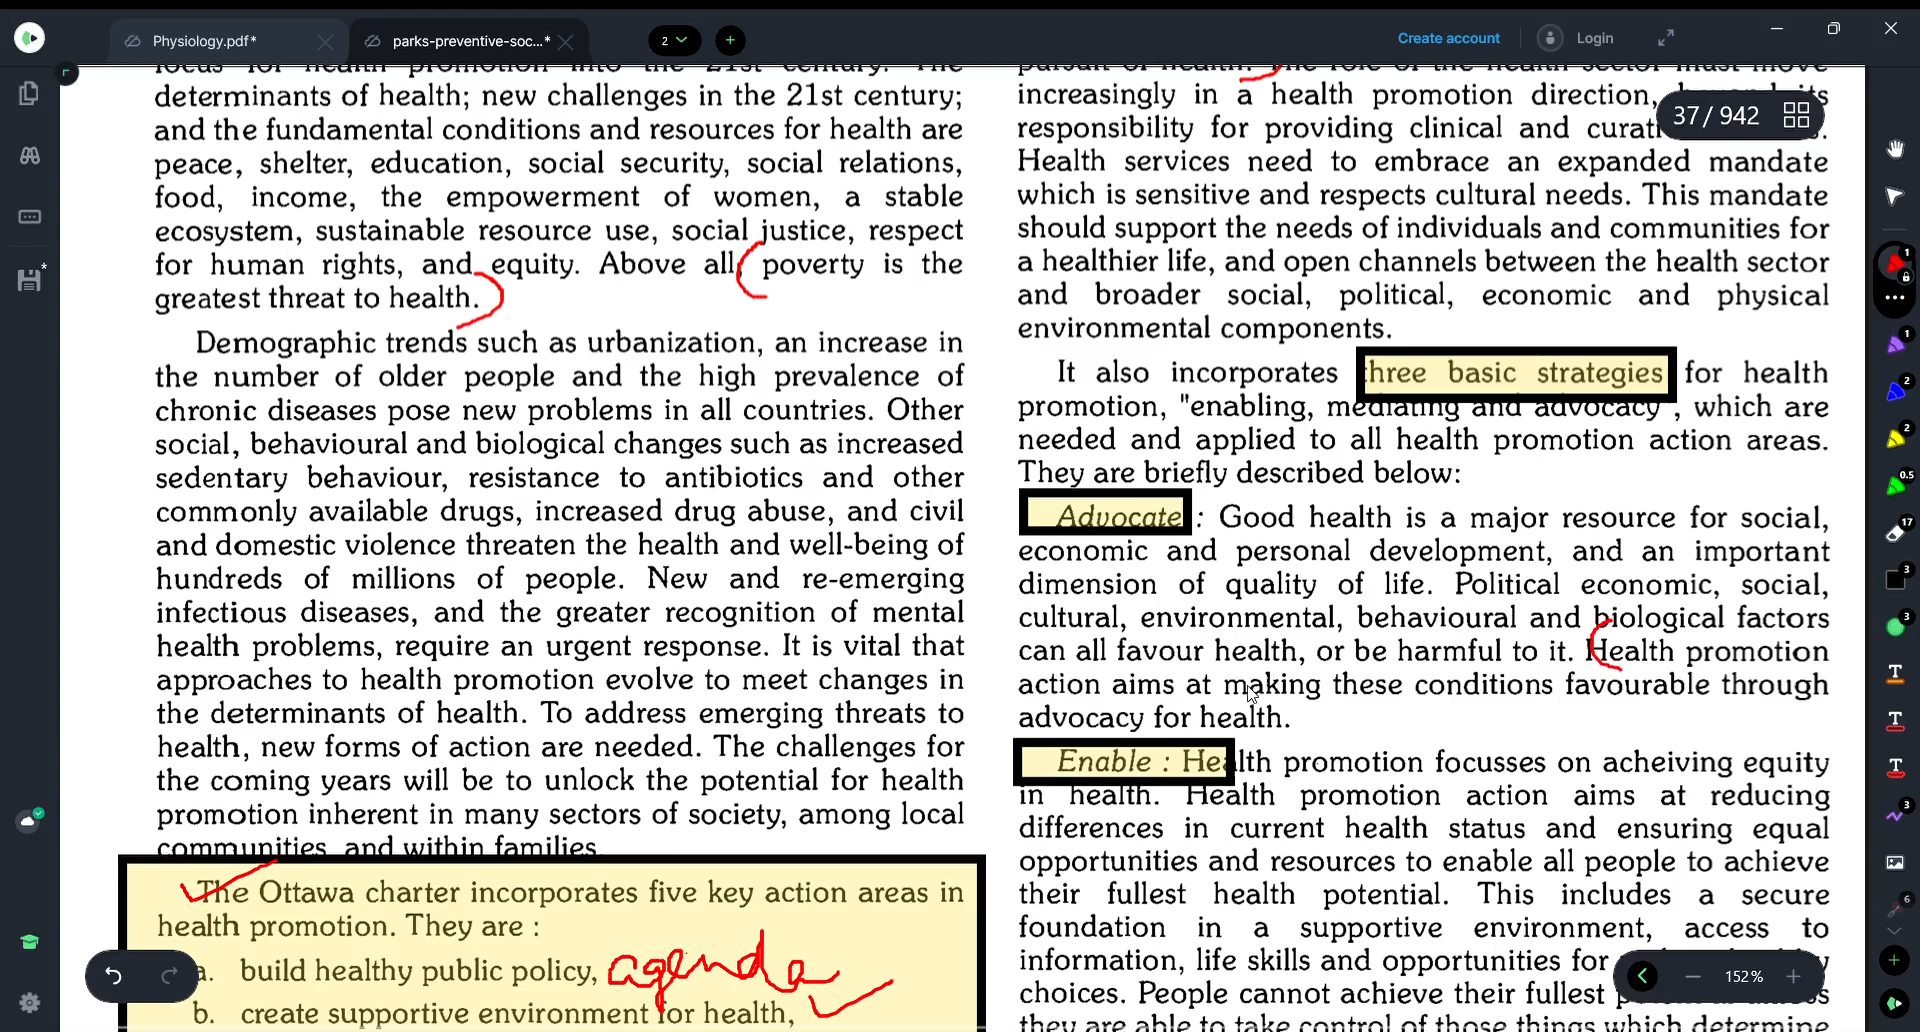 Physiology.pdf*
parks-preventive-soc...*
2
Create account
Login
37 / 942
determinants of health; new challenges in the 21st century;
and the fundamental conditions and resources for health are
peace, shelter, education, social security, social relations,
food, income, the empowerment of women, a stable
ecosystem, sustainable resource use, social justice, respect
for human rights, and equity. Above all, poverty is the
greatest threat to health.
Demographic trends such as urbanization, an increase in
the number of older people and the high prevalence of
chronic diseases pose new problems in all countries. Other
social, behavioural and biological changes such as increased
sedentary behaviour, resistance to antibiotics and other
commonly available drugs, increased drug abuse, and civil
and domestic violence threaten the health and well-being of
hundreds of millions of people. New and re-emerging
infectious diseases, and the greater recognition of mental
health problems, require an urgent response. It is vital that
approaches to health promotion evolve to meet changes in
the determinants of health. To address emerging threats to
health, new forms of action are needed. The challenges for
the coming years will be to unlock the potential for health
promotion inherent in many sectors of society, among local
communities, and within families.
The Ottawa charter incorporates five key action areas in
health promotion. They are :
a. build healthy public policy, agenda
b. create supportive environment for health,
increasingly in a health promotion direction,
responsibility for providing clinical and
Health services need to embrace an expanded mandate
which is sensitive and respects cultural needs. This mandate
should support the needs of individuals and communities for
a healthier life, and open channels between the health sector
and broader social, political, economic and physical
environmental components.
It also incorporates three basic strategies for health
promotion, "enabling, mediating and advocacy", which are
needed and applied to all health promotion action areas.
They are briefly described below:
Advocate : Good health is a major resource for social,
economic and personal development, and an important
dimension of quality of life. Political economic, social,
cultural, environmental, behavioural and biological factors
can all favour health, or be harmful to it. Health promotion
action aims at making these conditions favourable through
advocacy for health.
Enable : Health promotion focusses on acheiving equity
in health. Health promotion action aims at reducing
differences in current health status and ensuring equal
opportunities and resources to enable all people to achieve
their fullest health potential. This includes a secure
foundation in a supportive environment, access to
information, life skills and opportunities for
choices. People cannot achieve their fullest
they are able to take control of those things which determine
152%